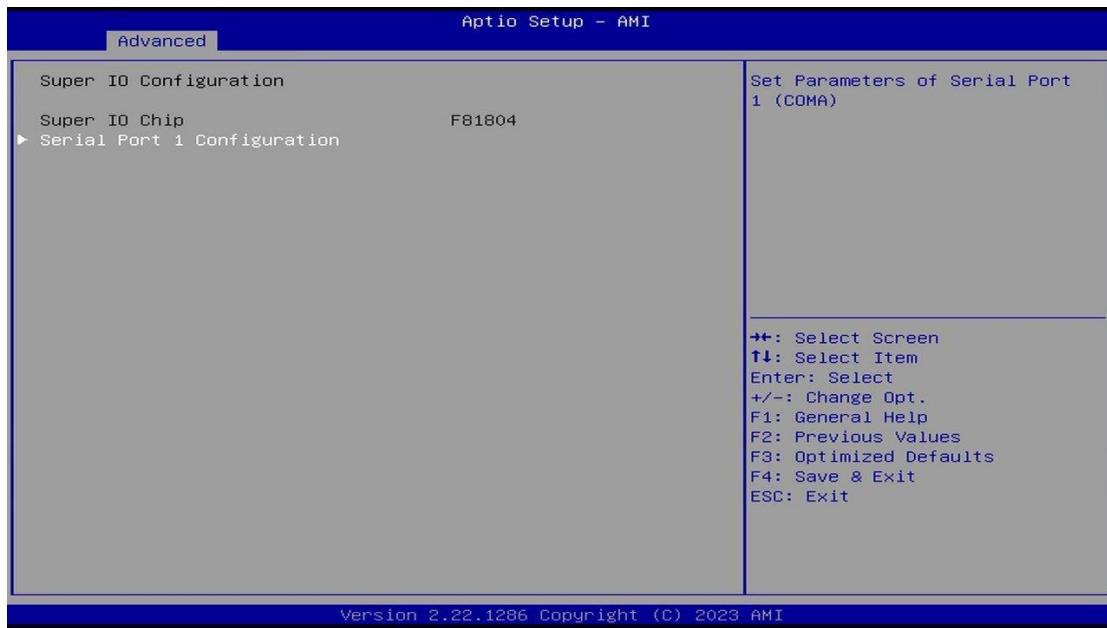 Aptio Setup – AMI
Advanced
Super IO Configuration
Super IO Chip F81804
► Serial Port 1 Configuration
Set Parameters of Serial Port
1 (COMA)
→←: Select Screen
↑↓: Select Item
Enter: Select
+/-: Change Opt.
F1: General Help
F2: Previous Values
F3: Optimized Defaults
F4: Save & Exit
ESC: Exit
Version 2.22.1286 Copyright (C) 2023 AMI